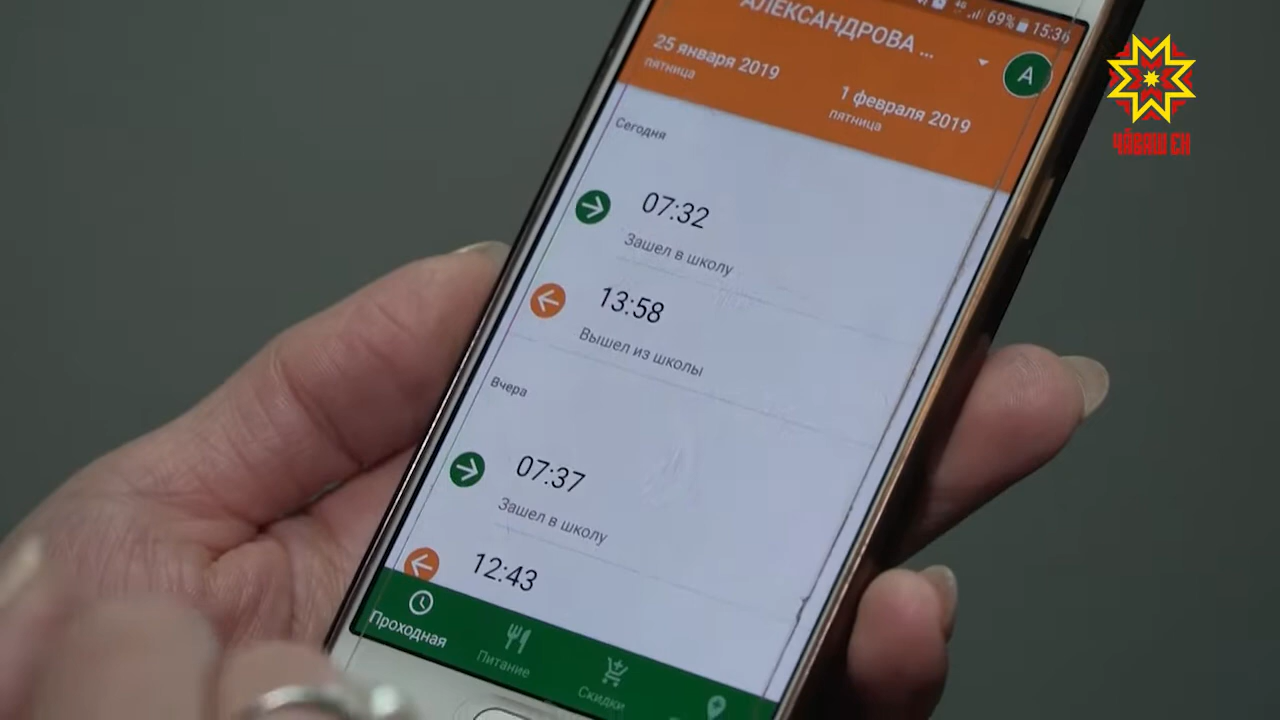 69% 15:36
АЛЕКСАНДРОВА ...
25 января 2019
пятница
1 февраля 2019
пятница
А
Сегодня
07:32
Зашел в школу
13:58
Вышел из школы
Вчера
07:37
Зашел в школу
12:43
Проходная
Питание
Скидки
ЧӐВАШ ЕН